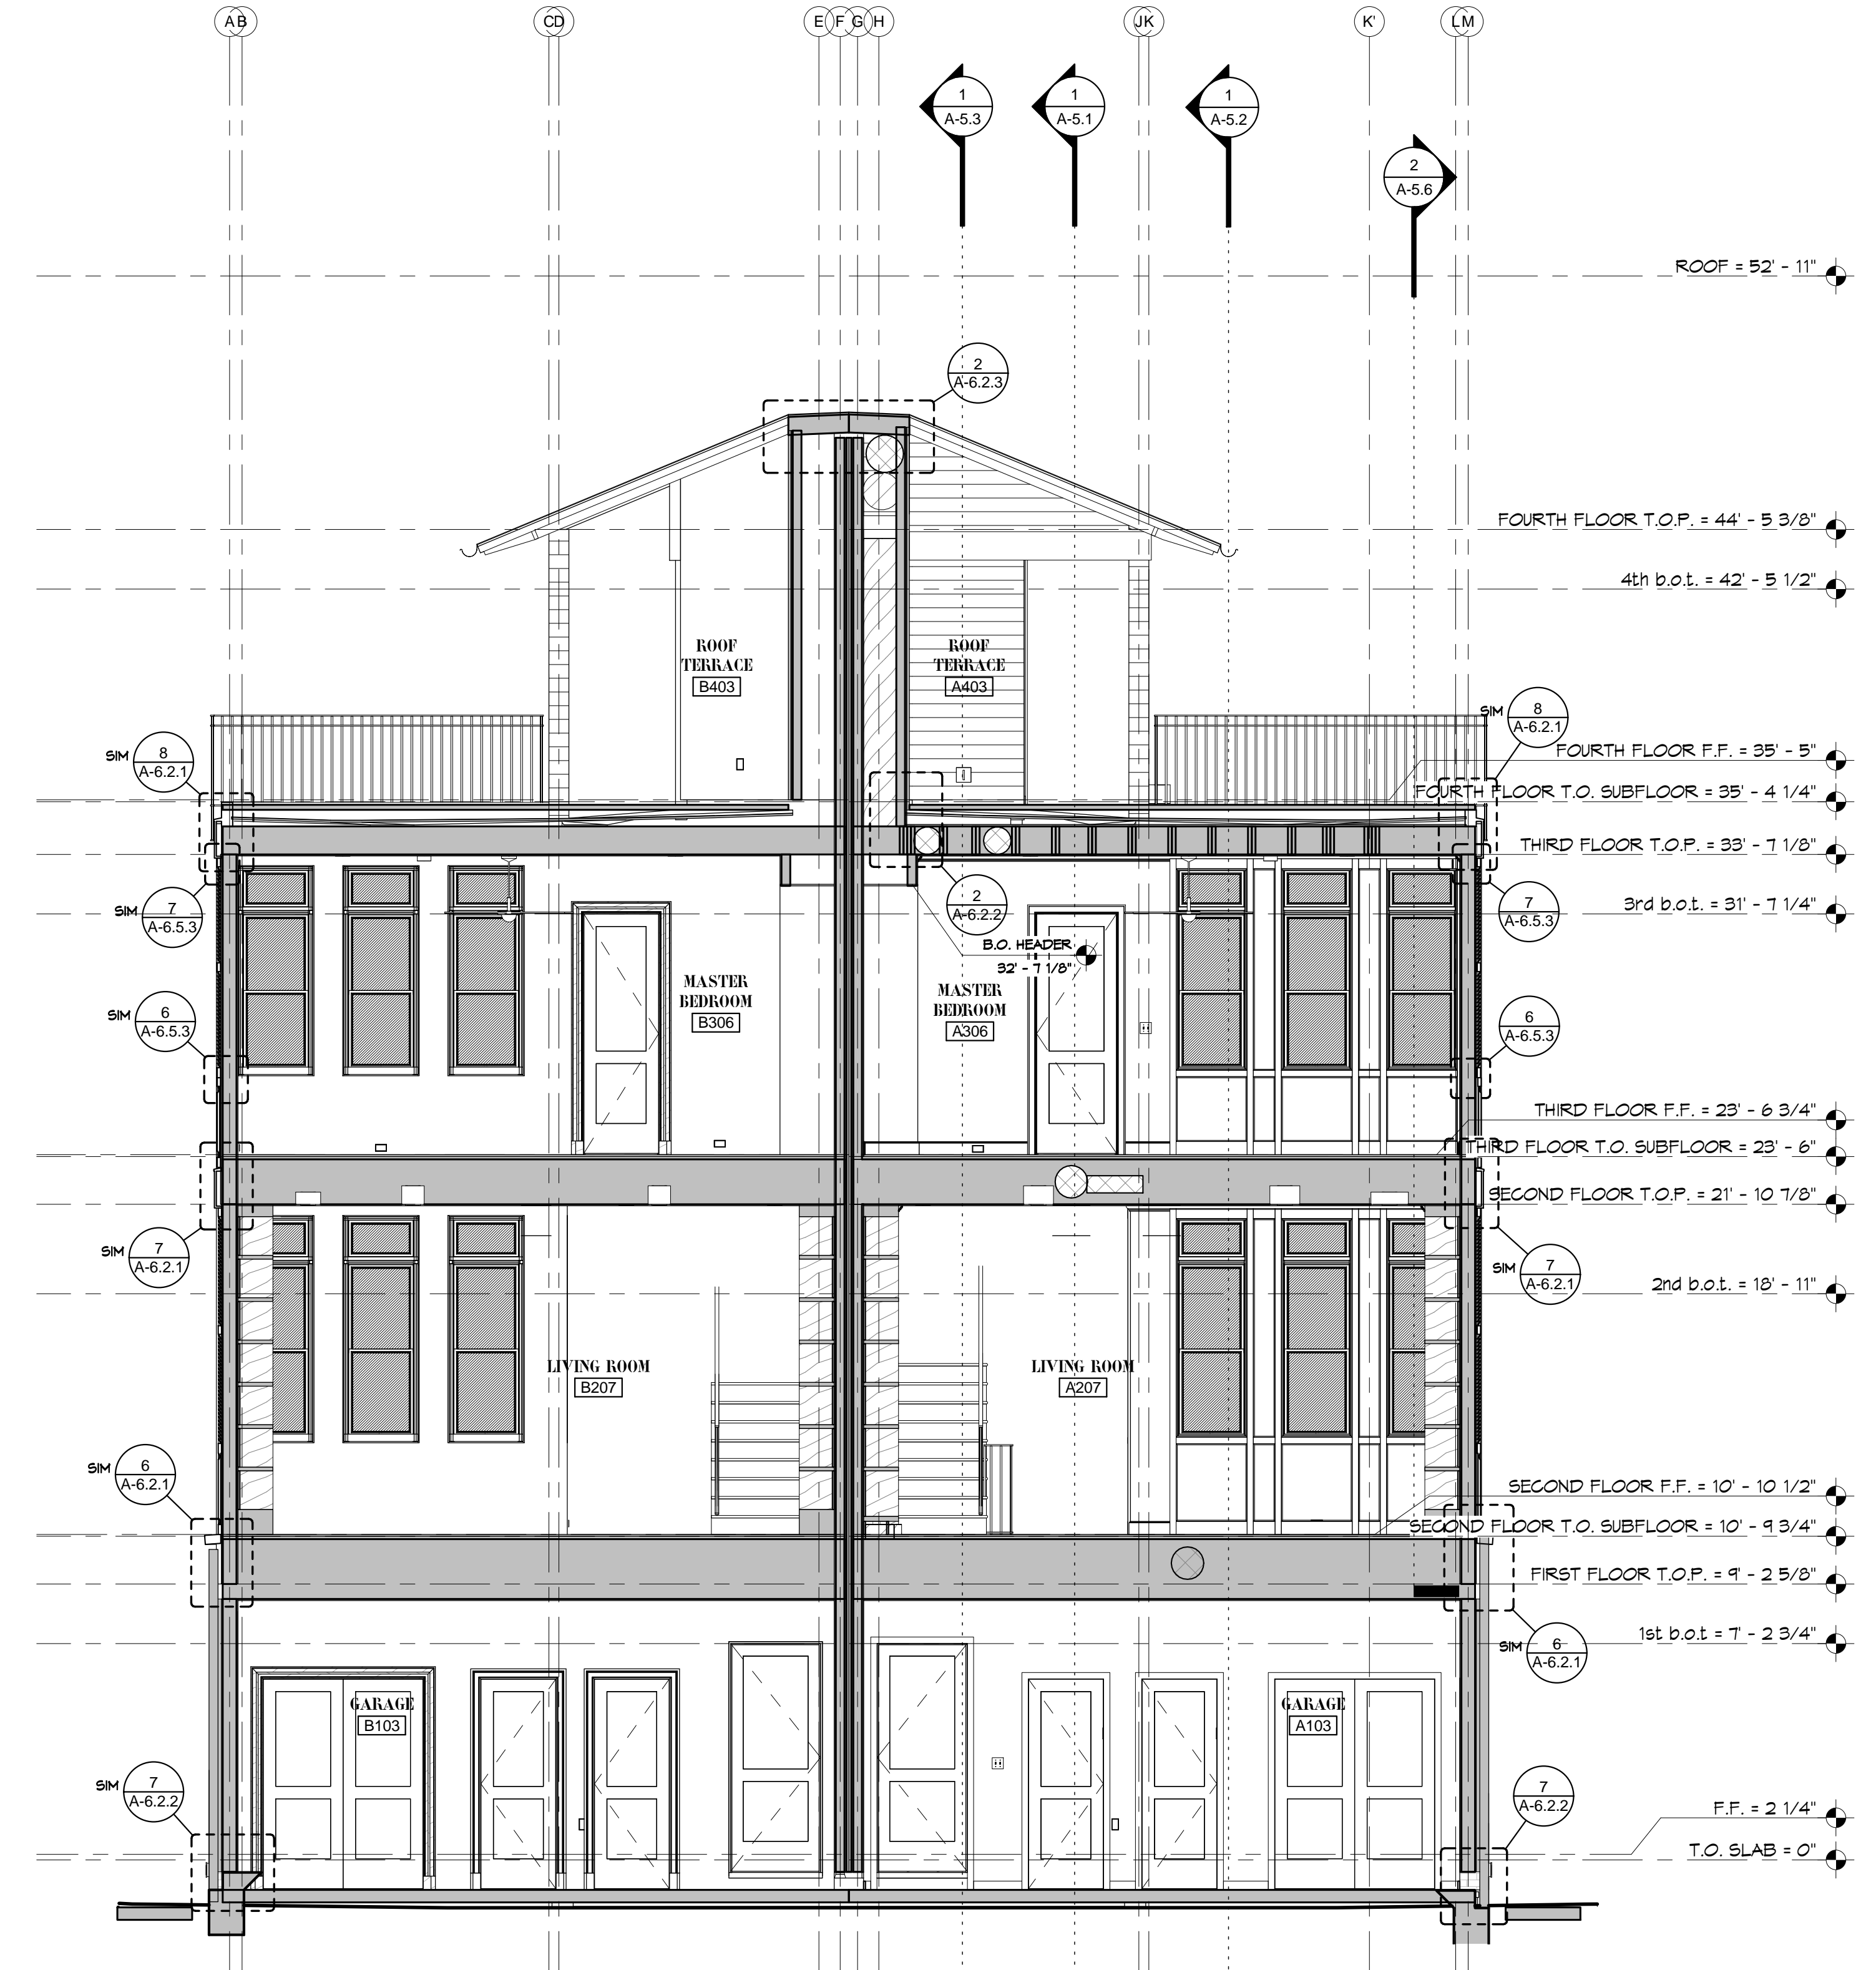 A B C D E F G H J K K' L M
1
A-5.3
1
A-5.1
1
A-5.2
2
A-5.6
ROOF = 52' - 11"
2
A-6.2.3
FOURTH FLOOR T.O.P. = 44' - 5 3/8"
4th b.o.t. = 42' - 5 1/2"
ROOF
TERRACE
B403
ROOF
TERRACE
A403
SIM
8
A-6.2.1
SIM
8
A-6.2.1
FOURTH FLOOR F.F. = 35' - 5"
FOURTH FLOOR T.O. SUBFLOOR = 35' - 4 1/4"
THIRD FLOOR T.O.P. = 33' - 7 1/8"
SIM
7
A-6.5.3
2
A-6.2.2
7
A-6.5.3
3rd b.o.t. = 31' - 7 1/4"
B.O. HEADER
32' - 7 1/8"
MASTER
BEDROOM
B306
MASTER
BEDROOM
A306
SIM
6
A-6.5.3
6
A-6.5.3
THIRD FLOOR F.F. = 23' - 6 3/4"
THIRD FLOOR T.O. SUBFLOOR = 23' - 6"
SECOND FLOOR T.O.P. = 21' - 10 7/8"
SIM
7
A-6.2.1
SIM
7
A-6.2.1
2nd b.o.t. = 18' - 11"
LIVING ROOM
B207
LIVING ROOM
A207
SIM
6
A-6.2.1
SECOND FLOOR F.F. = 10' - 10 1/2"
SECOND FLOOR T.O. SUBFLOOR = 10' - 9 3/4"
FIRST FLOOR T.O.P. = 9' - 2 5/8"
1st b.o.t = 7' - 2 3/4"
SIM
6
A-6.2.1
GARAGE
B103
GARAGE
A103
SIM
7
A-6.2.2
7
A-6.2.2
F.F. = 2 1/4"
T.O. SLAB = 0"